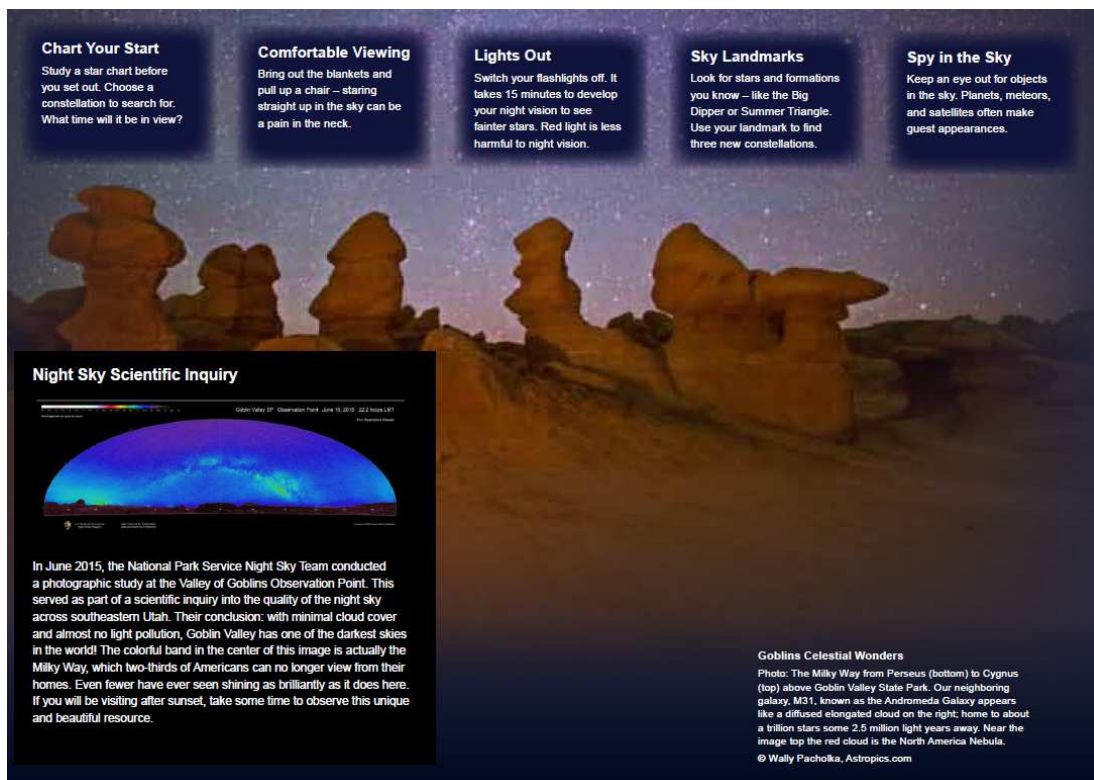 Chart Your Start
Study a star chart before
you set out. Choose a
constellation to search for.
What time will it be in view?
Comfortable Viewing
Bring out the blankets and
pull up a chair – staring
straight up in the sky can be
a pain in the neck.
Lights Out
Switch your flashlights off. It
takes 15 minutes to develop
your night vision to see
fainter stars. Red light is less
harmful to night vision.
Sky Landmarks
Look for stars and formations
you know – like the Big
Dipper or Summer Triangle.
Use your landmark to find
three new constellations.
Spy in the Sky
Keep an eye out for objects
in the sky. Planets, meteors,
and satellites often make
guest appearances.
Night Sky Scientific Inquiry
Goblin Valley SP Observation Point June 15, 2015 22.2 hours LMT
In June 2015, the National Park Service Night Sky Team conducted
a photographic study at the Valley of Goblins Observation Point. This
served as part of a scientific inquiry into the quality of the night sky
across southeastern Utah. Their conclusion: with minimal cloud cover
and almost no light pollution, Goblin Valley has one of the darkest skies
in the world! The colorful band in the center of this image is actually the
Milky Way, which two-thirds of Americans can no longer view from their
homes. Even fewer have ever seen shining as brilliantly as it does here.
If you will be visiting after sunset, take some time to observe this unique
and beautiful resource.
Goblins Celestial Wonders
Photo: The Milky Way from Perseus (bottom) to Cygnus
(top) above Goblin Valley State Park. Our neighboring
galaxy, M31, known as the Andromeda Galaxy appears
like a diffused elongated cloud on the right; home to about
a trillion stars some 2.5 million light years away. Near the
image top the red cloud is the North America Nebula.
© Wally Pacholka, Astropics.com